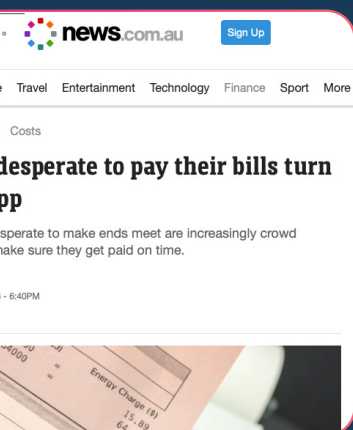 news.com.au
Sign Up
Travel Entertainment Technology Finance Sport More
Costs
desperate to pay their bills turn
pp
sperate to make ends meet are increasingly crowd
make sure they get paid on time.
- 6:40PM
4000
Energy Charge ($)
15.89
64